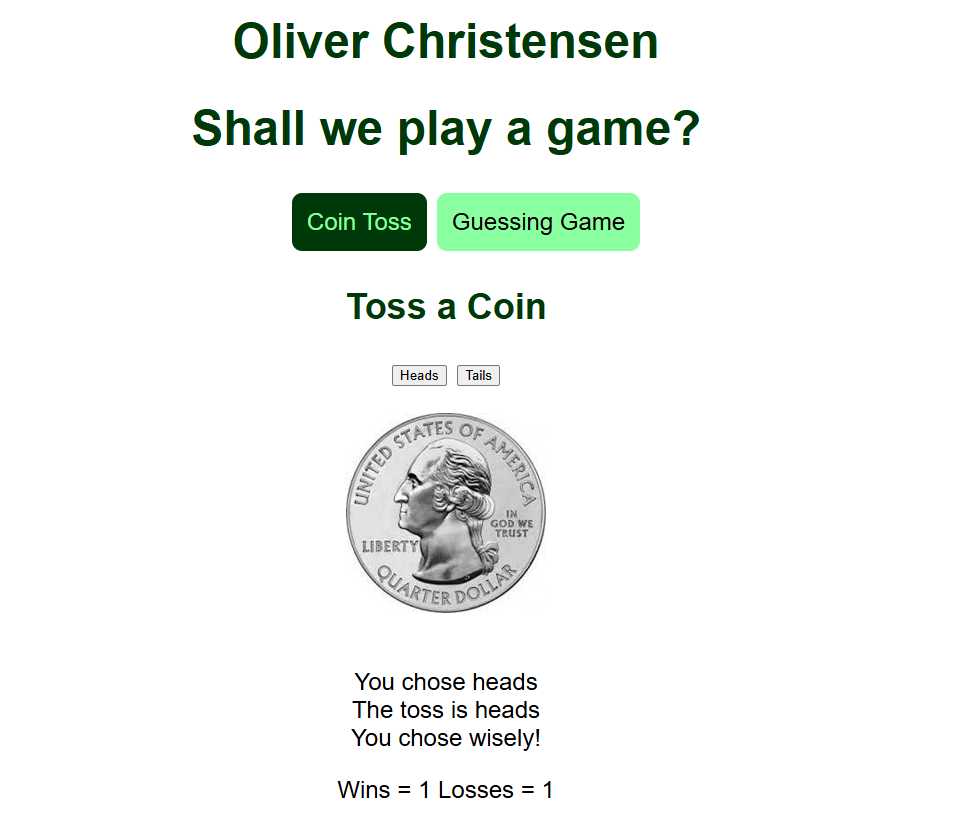 Oliver Christensen
Shall we play a game?
Coin Toss Guessing Game
Toss a Coin
Heads Tails
UNITED STATES OF AMERICA
IN
GOD WE
TRUST
LIBERTY
QUARTER DOLLAR
You chose heads
The toss is heads
You chose wisely!
Wins = 1 Losses = 1